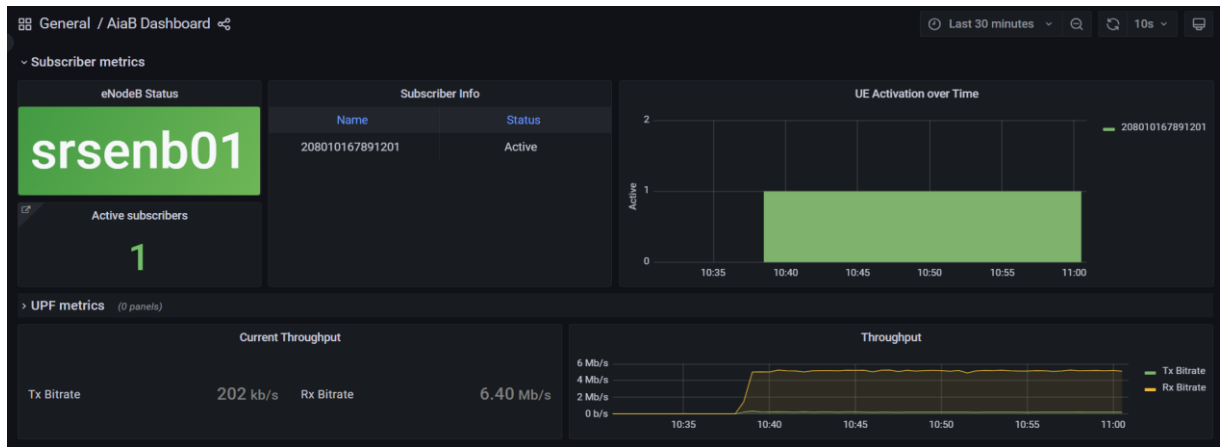 General / AiaB Dashboard
Last 30 minutes
10s
Subscriber metrics
eNodeB Status
srsenb01
Active subscribers
1
Subscriber Info
Name Status
208010167891201 Active
UE Activation over Time
2
1
0
Active
10:35 10:40 10:45 10:50 10:55 11:00
208010167891201
UPF metrics (0 panels)
Current Throughput
Tx Bitrate 202 kb/s Rx Bitrate 6.40 Mb/s
Throughput
6 Mb/s
4 Mb/s
2 Mb/s
0 b/s
10:35 10:40 10:45 10:50 10:55 11:00
Tx Bitrate
Rx Bitrate